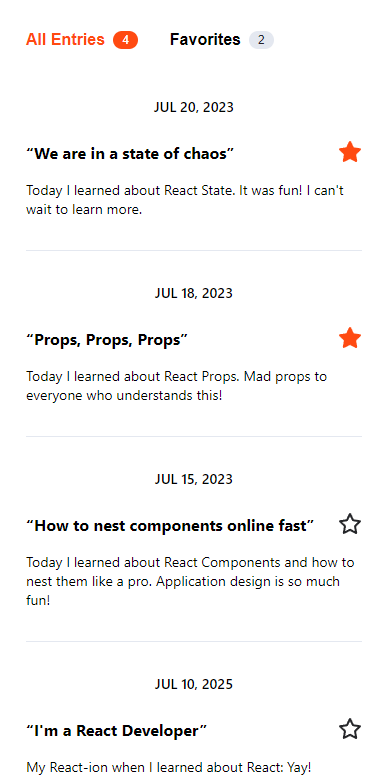 All Entries 4 Favorites 2
JUL 20, 2023
“We are in a state of chaos”
Today I learned about React State. It was fun! I can't
wait to learn more.
JUL 18, 2023
“Props, Props, Props”
Today I learned about React Props. Mad props to
everyone who understands this!
JUL 15, 2023
“How to nest components online fast”
Today I learned about React Components and how to
nest them like a pro. Application design is so much
fun!
JUL 10, 2025
“I'm a React Developer”
My React-ion when I learned about React: Yay!